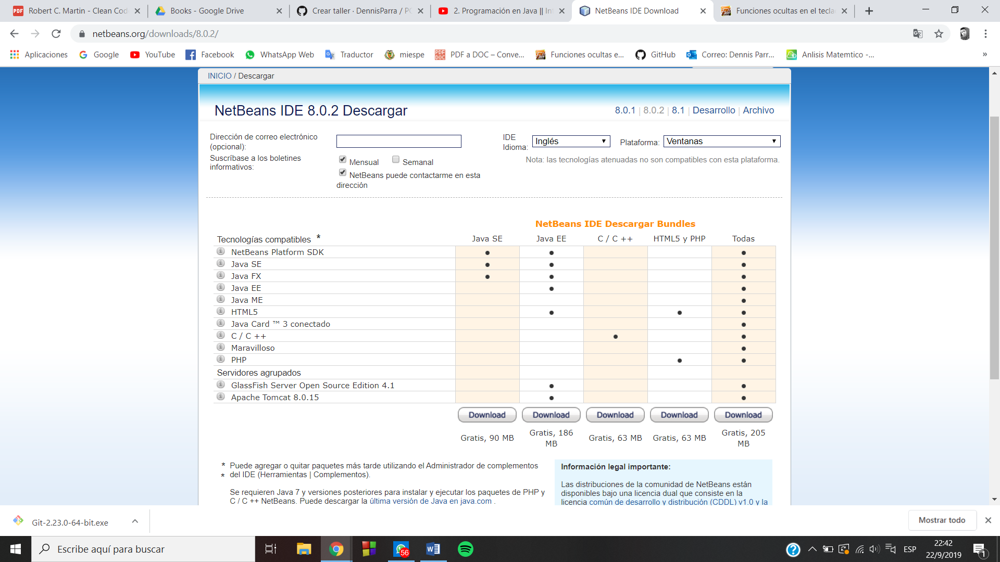 Robert C. Martin - Clean Cod
Books - Google Drive
Crear taller · DennisParra / PO
2. Programación en Java || Int
NetBeans IDE Download
Funciones ocultas en el tecla
netbeans.org/downloads/8.0.2/
Aplicaciones
Google
YouTube
Facebook
WhatsApp Web
Traductor
miespe
PDF a DOC – Conve...
Funciones ocultas e...
GitHub
Correo: Dennis Parr...
Anlisis Matemtico -...
»
INICIO / Descargar
NetBeans IDE 8.0.2 Descargar
8.0.1 | 8.0.2 | 8.1 | Desarrollo | Archivo
Dirección de correo electrónico
(opcional):
IDE
Idioma:
Inglés
Plataforma:
Ventanas
Suscríbase a los boletines
informativos:
Mensual
Semanal
NetBeans puede contactarme en esta
dirección
Nota: las tecnologías atenuadas no son compatibles con esta plataforma.
NetBeans IDE Descargar Bundles
Tecnologías compatibles *
Java SE
Java EE
C / C ++
HTML5 y PHP
Todas
NetBeans Platform SDK
Java SE
Java FX
Java EE
Java ME
HTML5
Java Card ™ 3 conectado
C / C ++
Maravilloso
PHP
Servidores agrupados
GlassFish Server Open Source Edition 4.1
Apache Tomcat 8.0.15
Download
Download
Download
Download
Download
Gratis, 90 MB
Gratis, 186
MB
Gratis, 63 MB
Gratis, 63 MB
Gratis, 205
MB
* Puede agregar o quitar paquetes más tarde utilizando el Administrador de complementos
* del IDE (Herramientas | Complementos).
Se requieren Java 7 y versiones posteriores para instalar y ejecutar los paquetes de PHP y
C / C ++ NetBeans. Puede descargar la última versión de Java en java.com .
Información legal importante:
Las distribuciones de la comunidad de NetBeans están
disponibles bajo una licencia dual que consiste en la
licencia común de desarrollo y distribución (CDDL) v1.0 y la
Git-2.23.0-64-bit.exe
Mostrar todo
Escribe aquí para buscar
56
ESP
22:42
22/9/2019
1